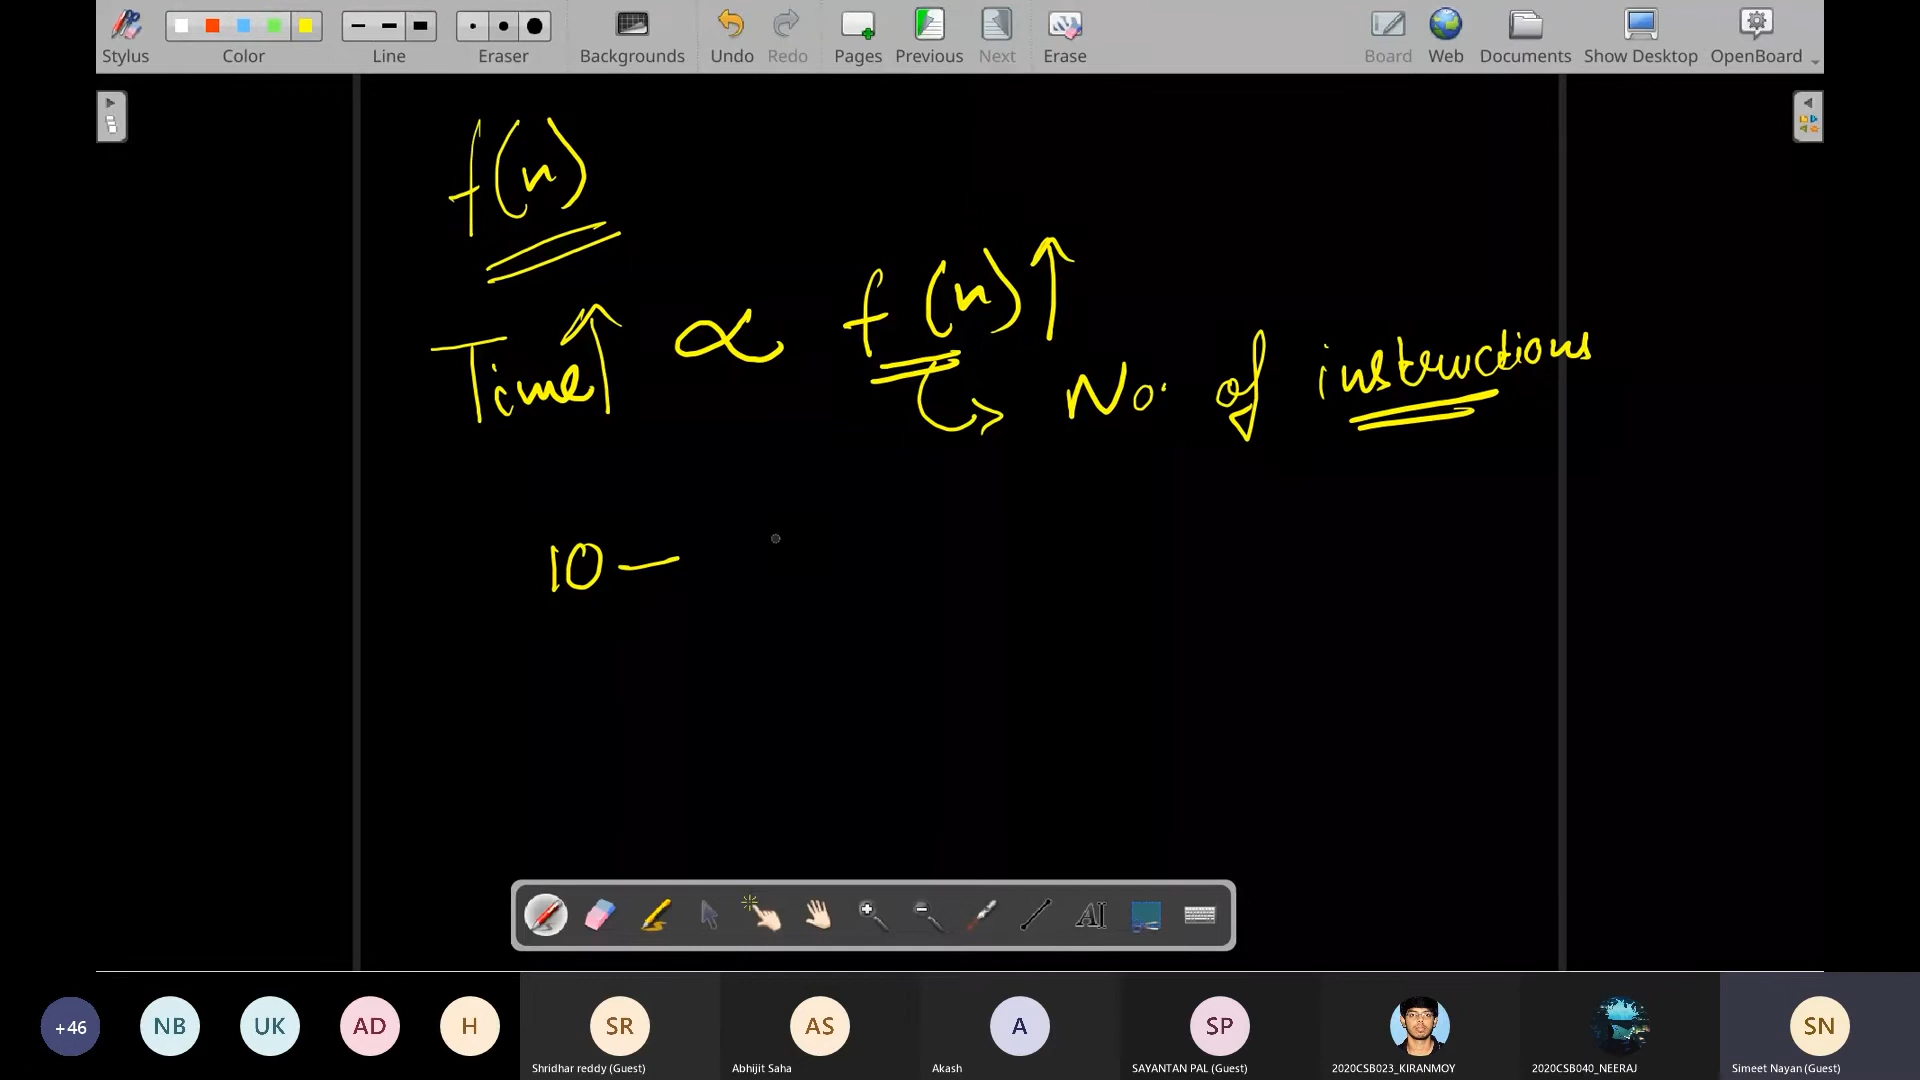 Stylus Color Line Eraser Backgrounds Undo Redo Pages Previous Next Erase Board Web Documents Show Desktop OpenBoard
f(n)
Time↑ ∝ f(n)↑
No. of instructions
10 —
+46 NB UK AD H SR AS A SP SN
Shridhar reddy (Guest) Abhijit Saha Akash SAYANTAN PAL (Guest) 2020CSB023_KIRANMOY 2020CSB040_NEERAJ Simeet Nayan (Guest)